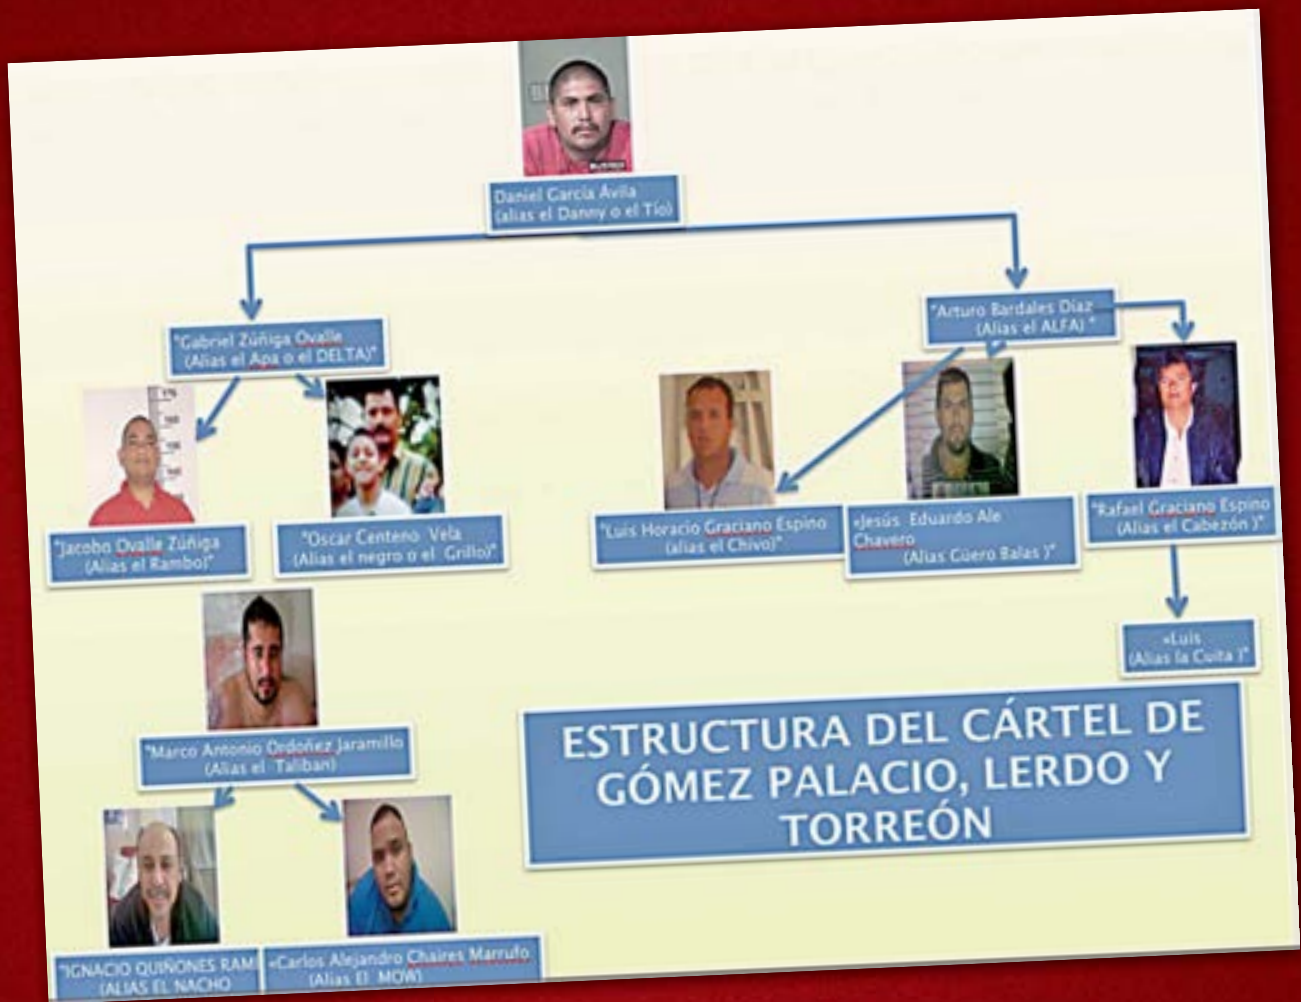 Daniel García Ávila
(alias el Danny o el Tío)
"Gabriel Zúñiga Ovalle
(Alias el Apa o el DELTA)"
"Arturo Bardales Díaz
(Alias el ALFA) "
"Jacobo Ovalle Zúñiga
(Alias el Rambo)"
"Oscar Centeno Vela
(Alias el negro o el Grillo)"
"Luis Horacio Graciano Espino
(alias el Chivo)"
«Jesús Eduardo Ale
Chavero
(Alias Güero Balas )"
"Rafael Graciano Espino
(Alias el Cabezón )"
«Luis
(Alias la Cuita )"
"Marco Antonio Ordoñez Jaramillo
(Alias el Taliban)
ESTRUCTURA DEL CÁRTEL DE
GÓMEZ PALACIO, LERDO Y
TORREÓN
"IGNACIO QUIÑONES RAM
(ALIAS EL NACHO
«Carlos Alejandro Chaires Marrufo
(Alias El MOW)